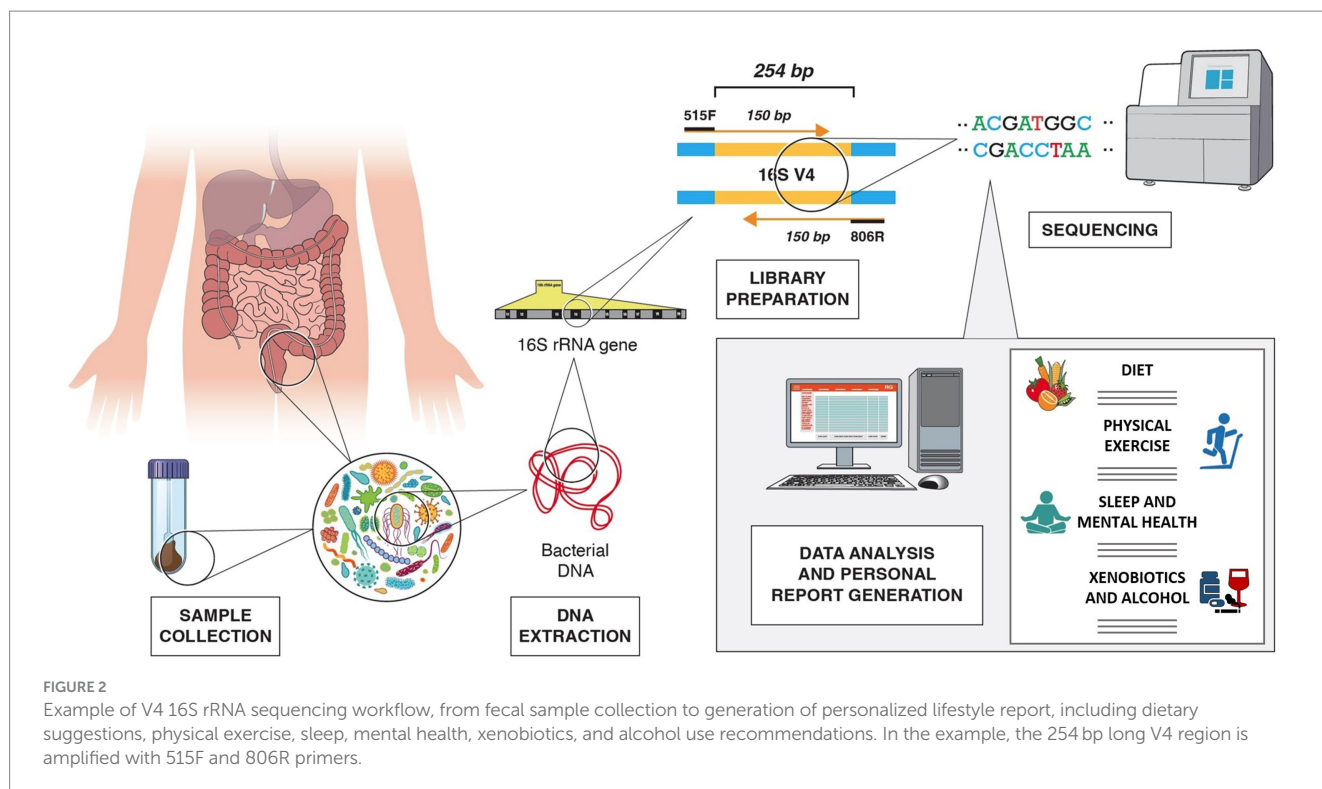 254 bp
515F
150 bp
16S V4
150 bp
806R
LIBRARY
PREPARATION
·· ACGATGGC ··
·· CGACCTAA ··
SEQUENCING
16S rRNA gene
16S rRNA gene
Bacterial
DNA
SAMPLE
COLLECTION
DNA
EXTRACTION
DATA ANALYSIS
AND PERSONAL
REPORT GENERATION
DIET
PHYSICAL
EXERCISE
SLEEP AND
MENTAL HEALTH
XENOBIOTICS
AND ALCOHOL
FIGURE 2
Example of V4 16S rRNA sequencing workflow, from fecal sample collection to generation of personalized lifestyle report, including dietary
suggestions, physical exercise, sleep, mental health, xenobiotics, and alcohol use recommendations. In the example, the 254 bp long V4 region is
amplified with 515F and 806R primers.